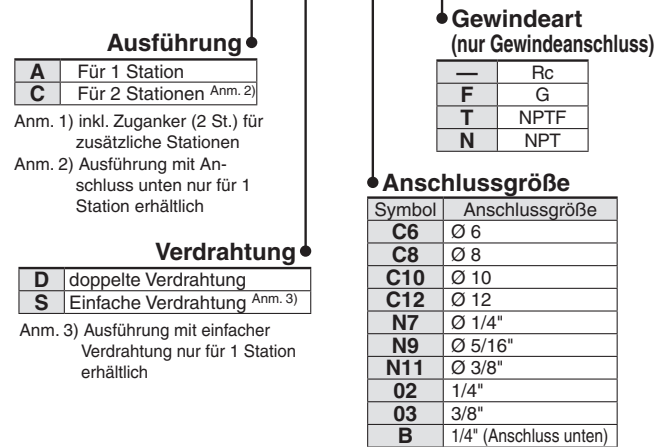 Ausführung
A Für 1 Station
C Für 2 Stationen Anm. 2)
Anm. 1) inkl. Zuganker (2 St.) für
zusätzliche Stationen
Anm. 2) Ausführung mit An-
schluss unten nur für 1
Station erhältlich
Verdrahtung
D doppelte Verdrahtung
S Einfache Verdrahtung Anm. 3)
Anm. 3) Ausführung mit einfacher
Verdrahtung nur für 1 Station
erhältlich
Gewindeart
(nur Gewindeanschluss)
— Rc
F G
T NPTF
N NPT
Anschlussgröße
Symbol Anschlussgröße
C6 Ø 6
C8 Ø 8
C10 Ø 10
C12 Ø 12
N7 Ø 1/4"
N9 Ø 5/16"
N11 Ø 3/8"
02 1/4"
03 3/8"
B 1/4" (Anschluss unten)